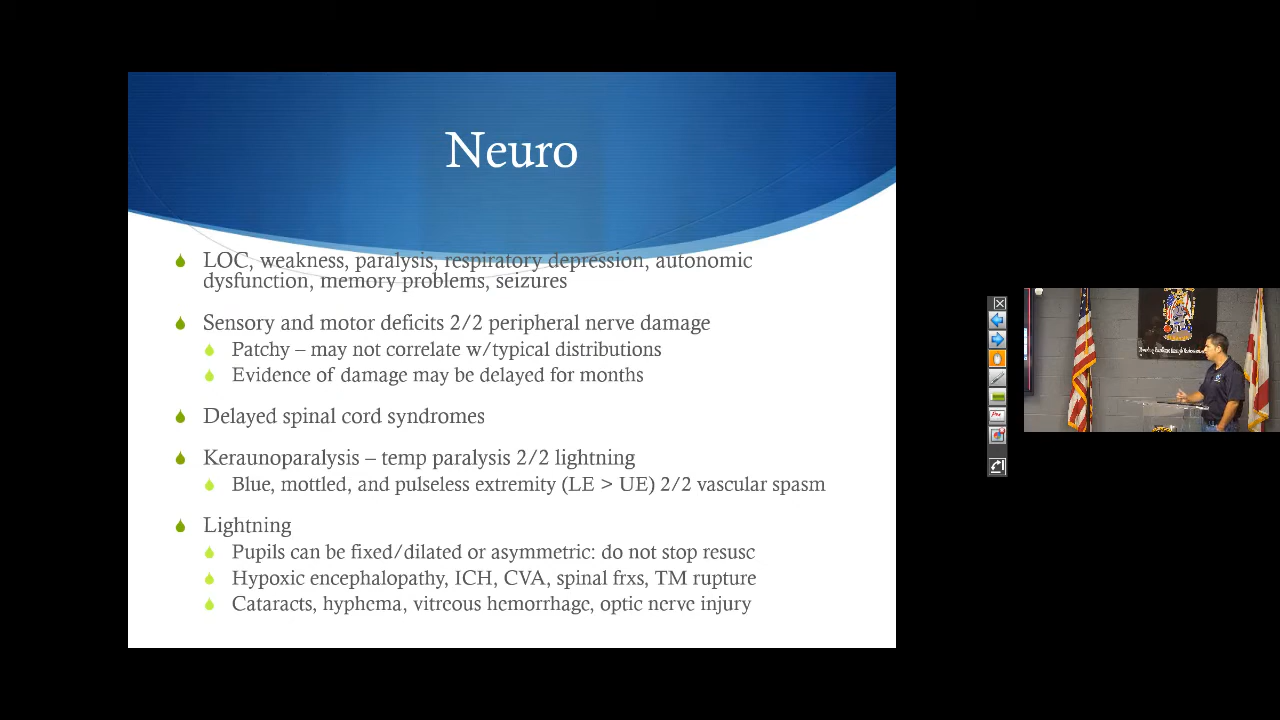 Neuro
LOC, weakness, paralysis, respiratory depression, autonomic
dysfunction, memory problems, seizures
Sensory and motor deficits 2/2 peripheral nerve damage
Patchy – may not correlate w/typical distributions
Evidence of damage may be delayed for months
Delayed spinal cord syndromes
Keraunoparalysis – temp paralysis 2/2 lightning
Blue, mottled, and pulseless extremity (LE > UE) 2/2 vascular spasm
Lightning
Pupils can be fixed/dilated or asymmetric: do not stop resusc
Hypoxic encephalopathy, ICH, CVA, spinal frxs, TM rupture
Cataracts, hyphema, vitreous hemorrhage, optic nerve injury